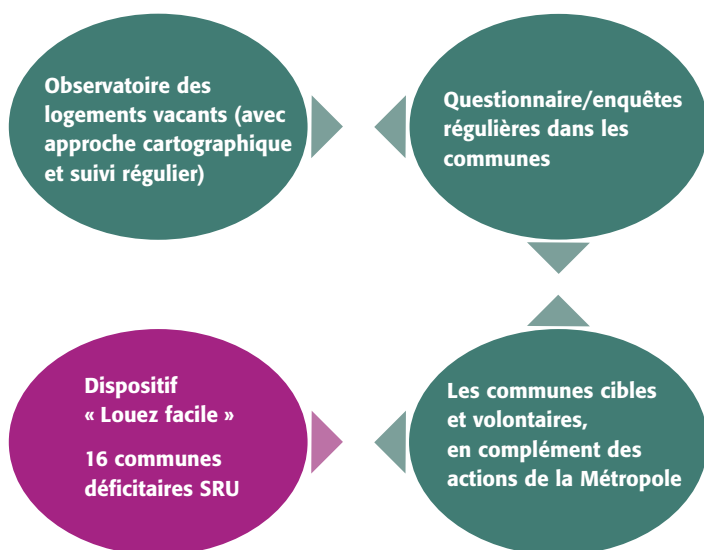 Observatoire des
logements vacants (avec
approche cartographique
et suivi régulier)
Questionnaire/enquêtes
régulières dans les
communes
Dispositif
« Louez facile »
16 communes
déficitaires SRU
Les communes cibles
et volontaires,
en complément des
actions de la Métropole